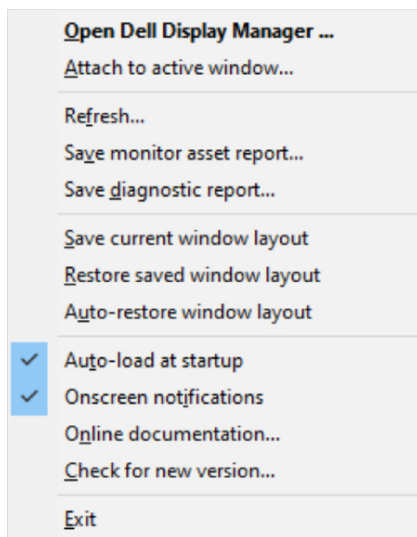 Open Dell Display Manager ...
Attach to active window...
Refresh...
Save monitor asset report...
Save diagnostic report...
Save current window layout
Restore saved window layout
Auto-restore window layout
Auto-load at startup
Onscreen notifications
Online documentation...
Check for new version...
Exit